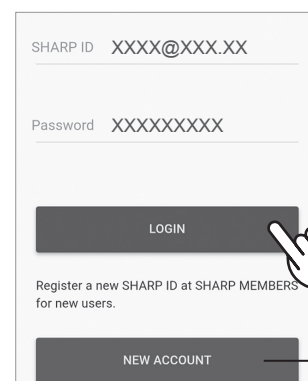 SHARP ID XXXX@XXX.XX
Password XXXXXXXXX
LOGIN
Register a new SHARP ID at SHARP MEMBERS
for new users.
NEW ACCOUNT